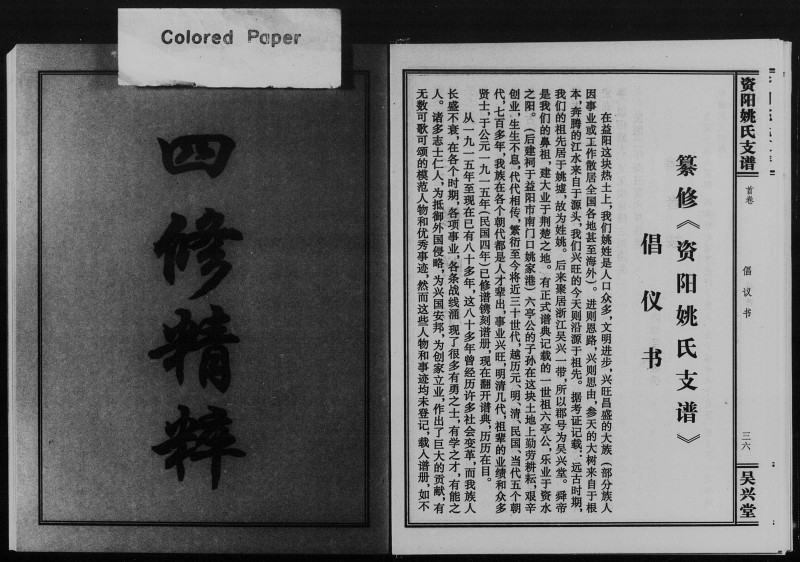 Colored Paper
四修精粹
资阳姚氏支谱
首卷
倡议书
三六
吴兴堂
纂修《资阳姚氏支谱》
倡仪书
在益阳这块热土上，我们姚姓是人口众多，文明进步，兴旺昌盛的大族（部分族人
因事业或工作散居全国各地甚至海外）。进则思路，兴则思由，参天的大树来自于根
本，奔腾的江水来自于源头，我们兴旺的今天则沿源于祖先。据考证记载：远古时期，
我们的祖先居于姚墟，故为姓姚。后来聚居浙江吴兴一带，所以郡号为吴兴堂。舜帝
是我们的鼻祖，建大业于荆楚之地。有正式谱典记载的一世祖六亭公，乐业于资水
之阳。（后建祠于益阳市南门口姚家港）六亭公的子孙在这块土地上勤劳耕耘，艰辛
创业，生生不息，代代相传，繁衍至今将近三十世代，越历元、明、清、民国、当代五个朝
代，七百多年，我族在各个朝代都是人才辈出，事业兴旺，明清几代，祖辈的业绩和众多
贤士，于公元一九一五年（民国四年）已修谱镌刻谱册，现在翻开谱典，历历在目。
从一九一五年至现在已有八十多年，这八十多年曾经历许多社会变革，而我族人
长盛不衰，在各个时期，各项事业，各条战线涌现了很多有勇之士，有学之才，有能之
人。诸多志士仁人，为抵御外国侵略，为兴国安邦，为创家立业，作出了巨大的贡献，有
无数可歌可颂的模范人物和优秀事迹，然而这些人物和事迹均未登记，载入谱册，如不